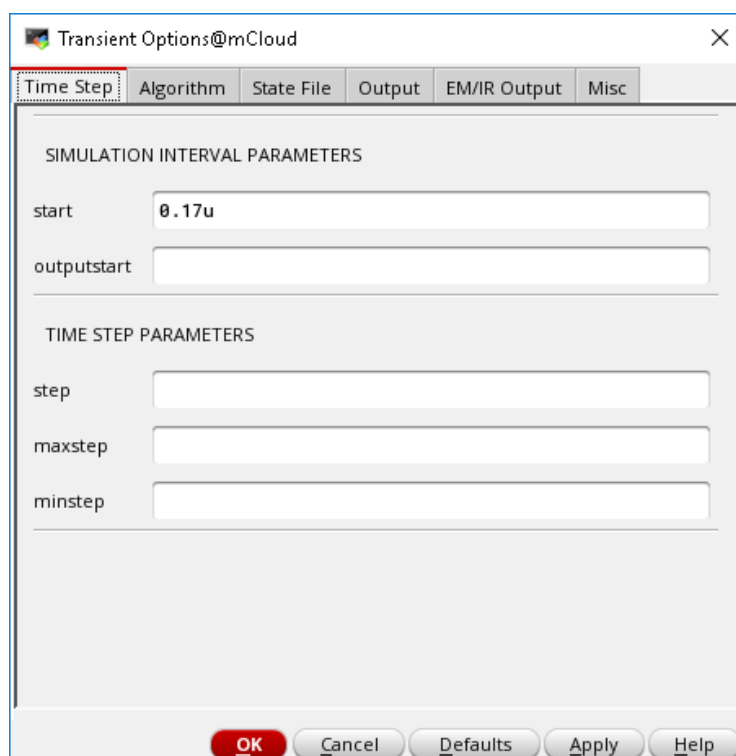 Transient Options@mCloud
Time Step Algorithm State File Output EM/IR Output Misc
SIMULATION INTERVAL PARAMETERS
start 0.17u
outputstart
TIME STEP PARAMETERS
step
maxstep
minstep
OK Cancel Defaults Apply Help